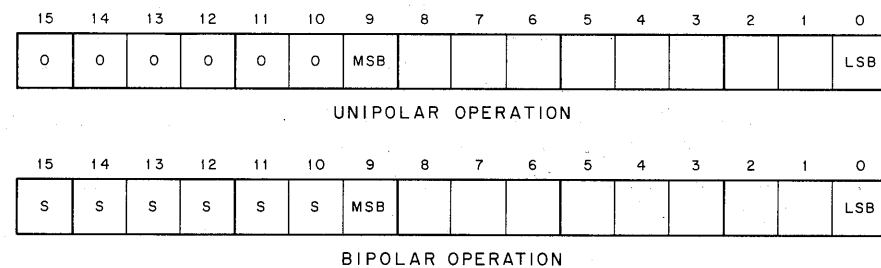 15 14 13 12 11 10 9 8 7 6 5 4 3 2 1 0
0 0 0 0 0 0 MSB LSB
UNIPOLAR OPERATION
15 14 13 12 11 10 9 8 7 6 5 4 3 2 1 0
S S S S S S MSB LSB
BIPOLAR OPERATION